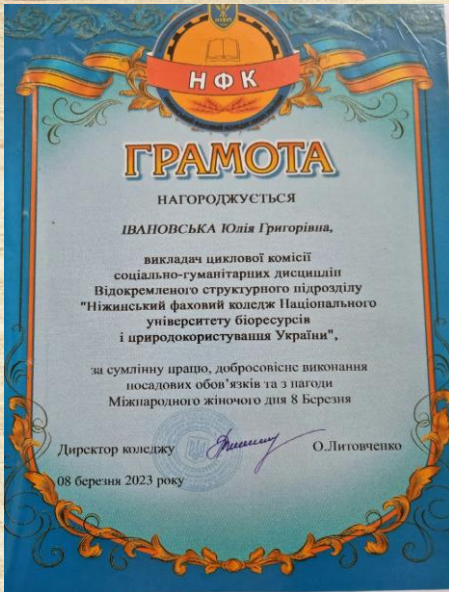 НФК
ГРАМОТА
НАГОРОДЖУЄТЬСЯ
ІВАНОВСЬКА Юлія Григорівна,
викладач циклової комісії
соціально-гуманітарних дисциплін
Відокремленого структурного підрозділу
"Ніжинський фаховий коледж Національного
університету біоресурсів
і природокористування України",
за сумлінну працю, добросовісне виконання
посадових обов'язків та з нагоди
Міжнародного жіночого дня 8 Березня
Директор коледжу О.Литовченко
08 березня 2023 року